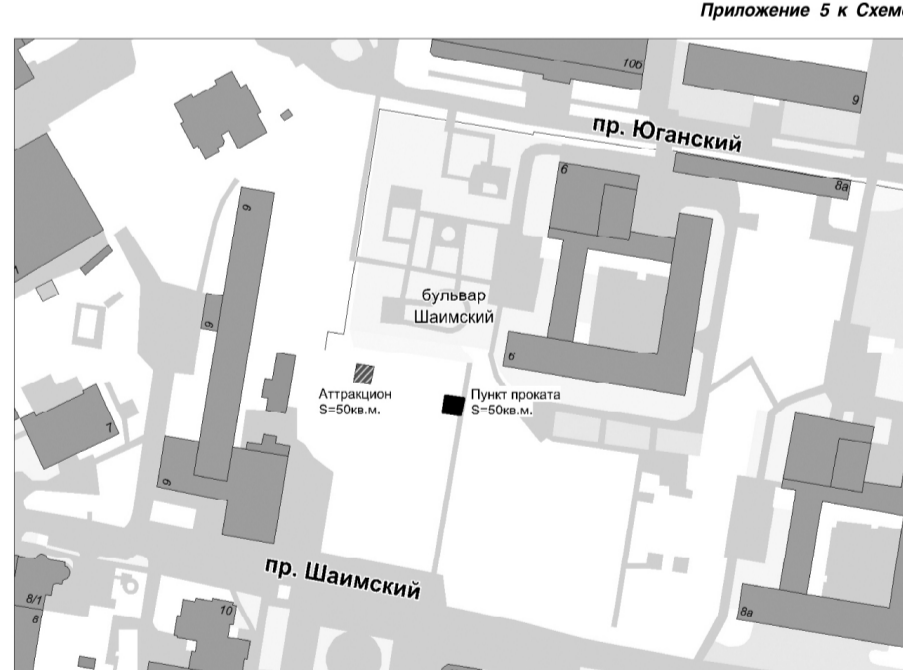 Приложение 5 к Схеме
10б
9
пр. Юганский
6
8а
9
бульвар
Шаимский
9
6
Аттракцион
S=50кв.м.
Пункт проката
S=50кв.м.
7
9
пр. Шаимский
8/1
10
8а